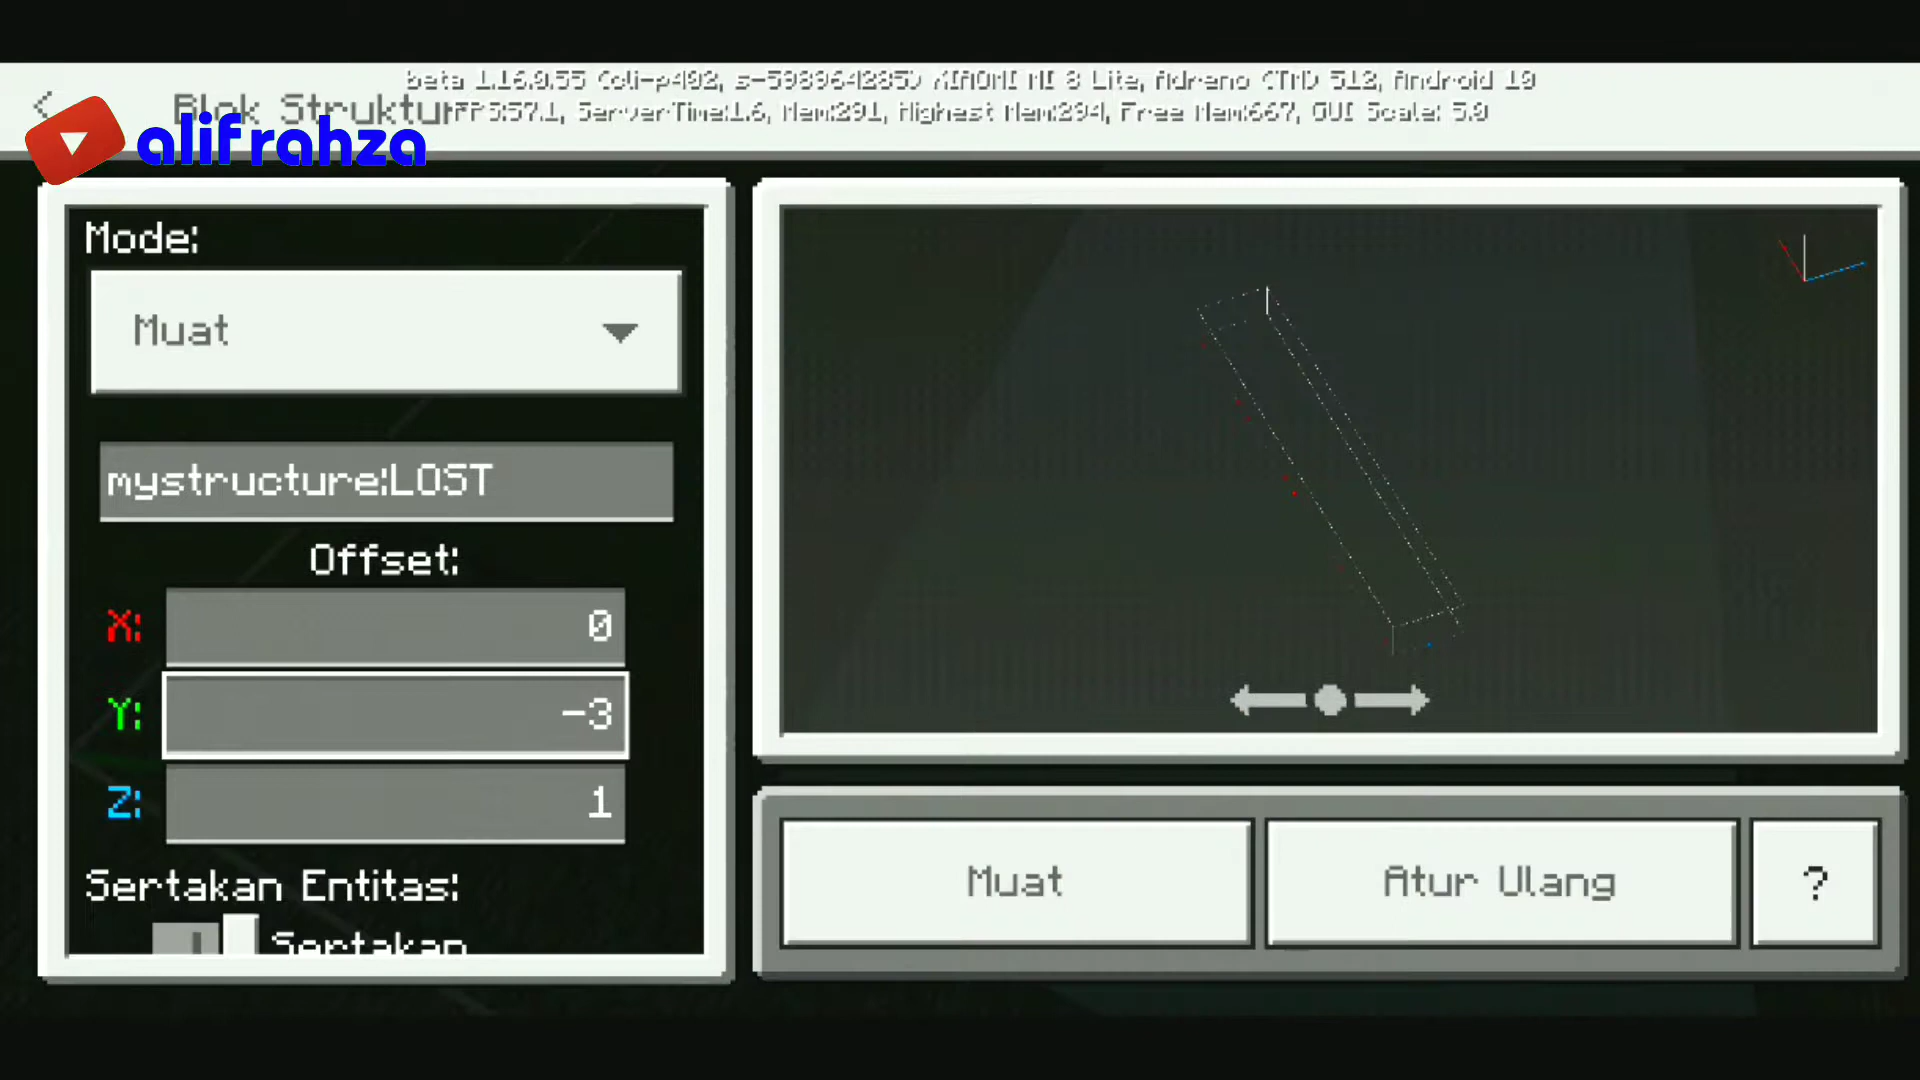 beta 1.16.0.55 (oli-p402, s-598964285) XIAOMI MI 8 Lite, Adreno (TM) 512, Android 10
Blok Struktur
FPS:57.1, ServerTime:1.6, Mem:291, Highest Mem:294, Free Mem:667, GUI Scale: 5.0
alifrahza
Mode:
Muat
mystructure:LOST
Offset:
X: 0
Y: -3
Z: 1
Sertakan Entitas:
Sertakan
Muat
Atur Ulang
?